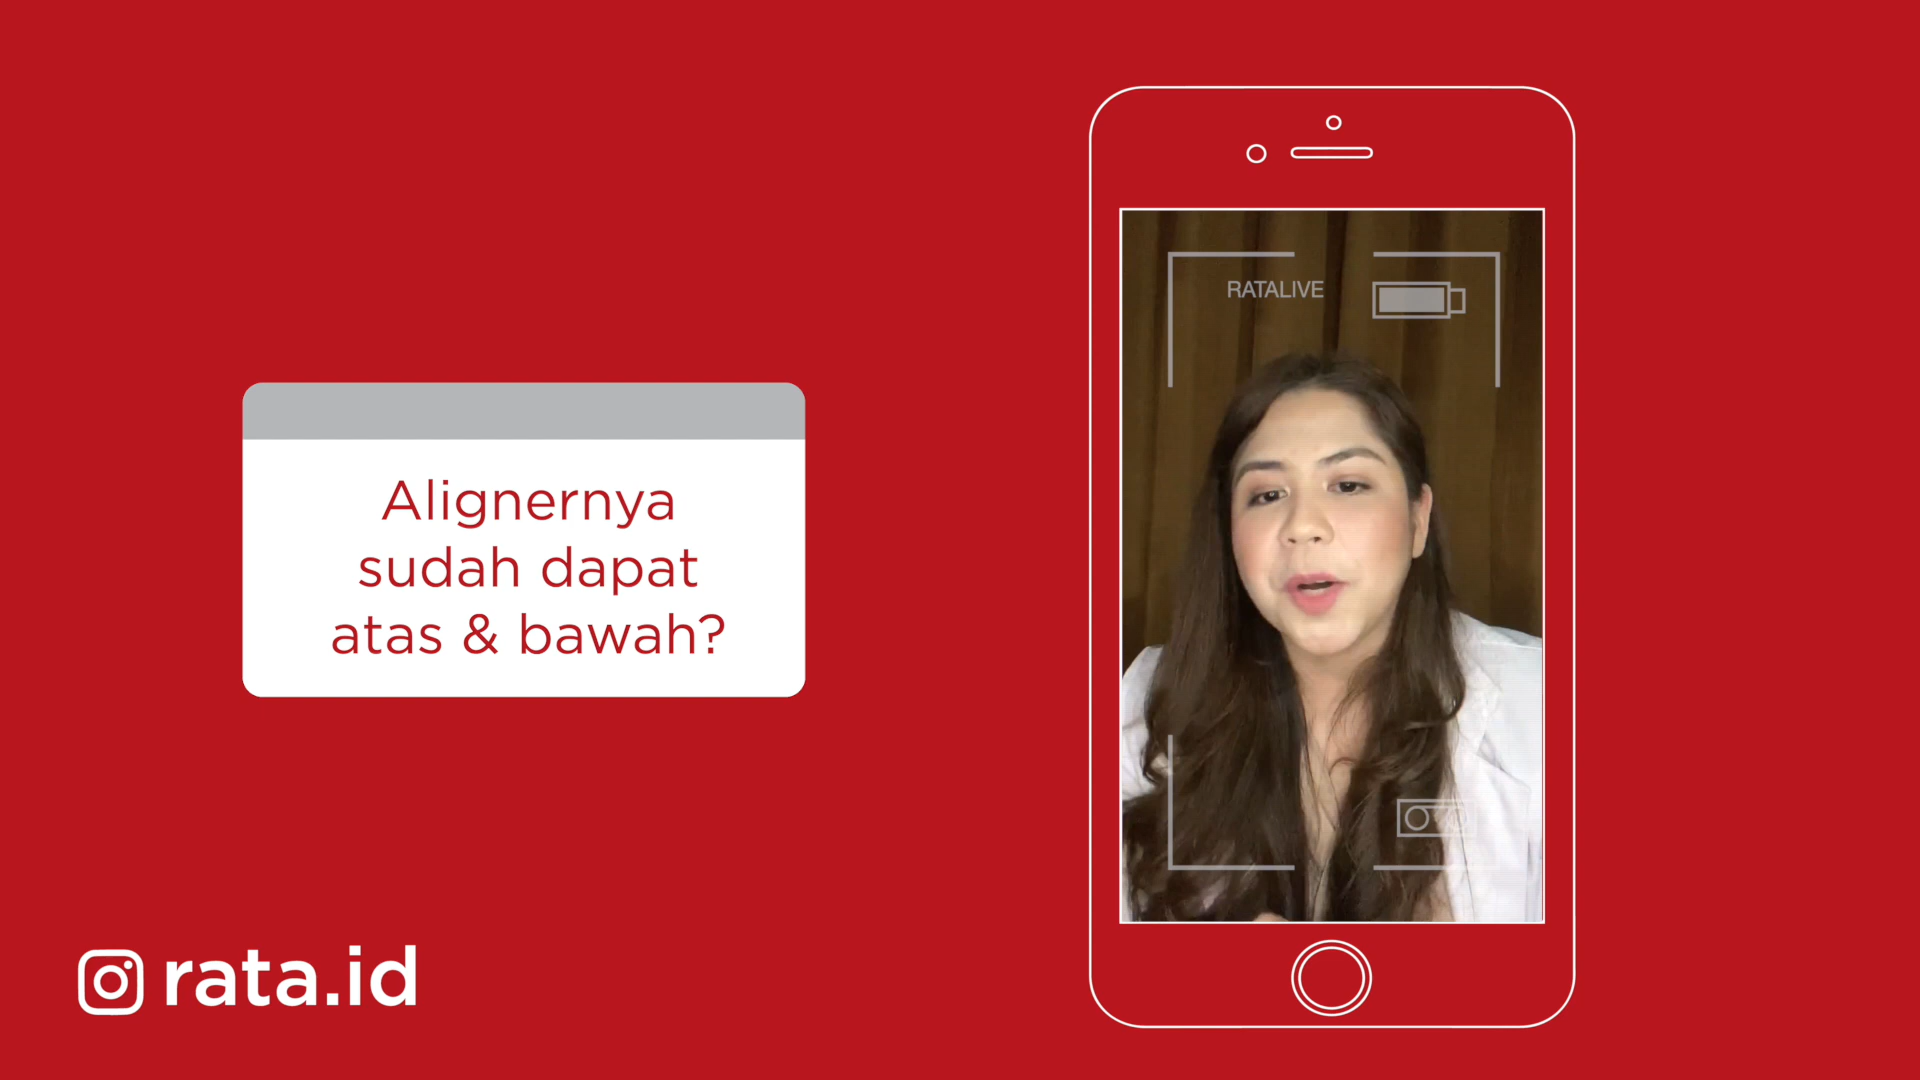 RATALIVE
Alignernya
sudah dapat
atas & bawah?
rata.id